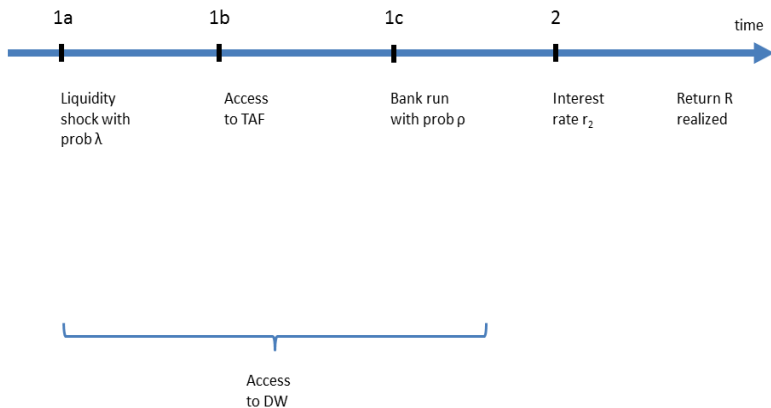 1a
1b
1c
2
time
Liquidity
shock with
prob λ
Access
to TAF
Bank run
with prob ρ
Interest
rate r₂
Return R
realized
Access
to DW